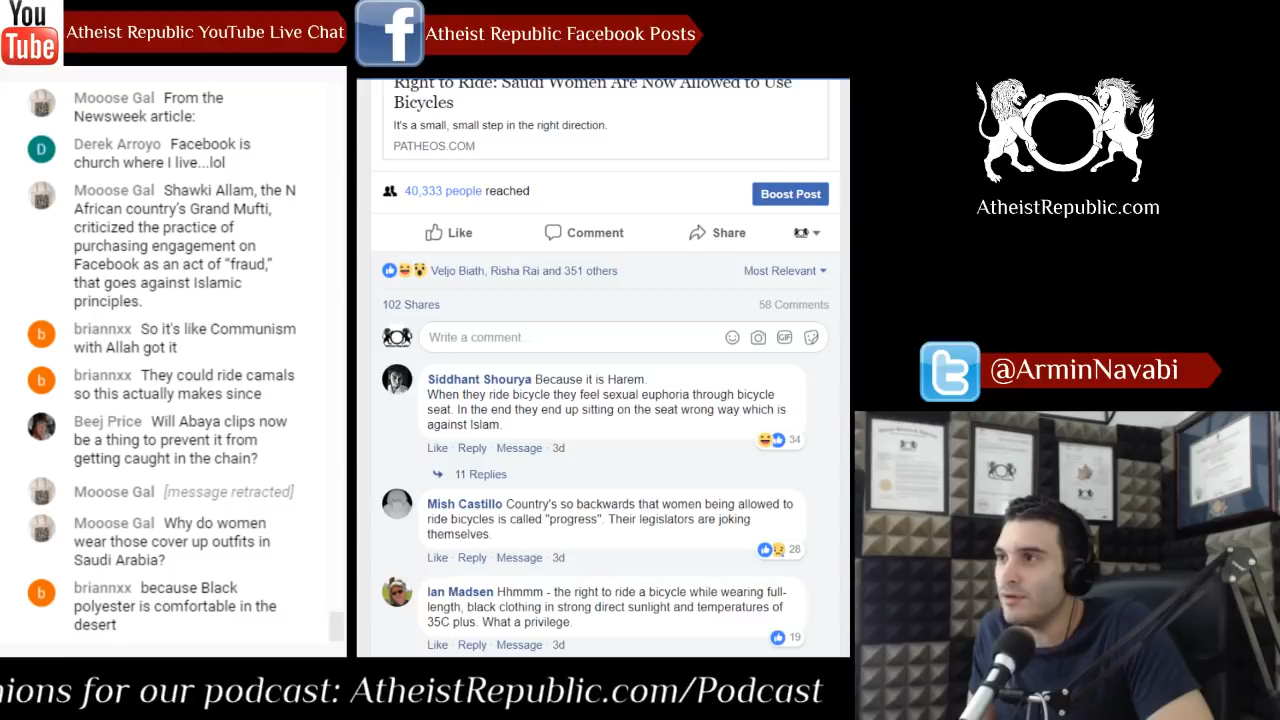 You
Tube
Atheist Republic YouTube Live Chat
f
Atheist Republic Facebook Posts
Mooose Gal From the
Newsweek article:
D
Derek Arroyo Facebook is
church where I live...lol
Mooose Gal Shawki Allam, the N
African country's Grand Mufti,
criticized the practice of
purchasing engagement on
Facebook as an act of “fraud,”
that goes against Islamic
principles.
b
briannxx So it's like Communism
with Allah got it
b
briannxx They could ride camals
so this actually makes since
Beej Price Will Abaya clips now
be a thing to prevent it from
getting caught in the chain?
Mooose Gal [message retracted]
Mooose Gal Why do women
wear those cover up outfits in
Saudi Arabia?
b
briannxx because Black
polyester is comfortable in the
desert
Right to Ride: Saudi Women Are Now Allowed to Use
Bicycles
It's a small, small step in the right direction.
PATHEOS.COM
40,333 people reached
Boost Post
Like Comment Share
Veljo Biath, Risha Rai and 351 others Most Relevant
102 Shares 58 Comments
Write a comment...
GIF
Siddhant Shourya Because it is Harem.
When they ride bicycle they feel sexual euphoria through bicycle
seat. In the end they end up sitting on the seat wrong way which is
against Islam.
34
Like · Reply · Message · 3d
11 Replies
Mish Castillo Country's so backwards that women being allowed to
ride bicycles is called "progress". Their legislators are joking
themselves.
28
Like · Reply · Message · 3d
Ian Madsen Hhmmm - the right to ride a bicycle while wearing full-
length, black clothing in strong direct sunlight and temperatures of
35C plus. What a privilege.
19
Like · Reply · Message · 3d
AtheistRepublic.com
t
@ArminNavabi
nions for our podcast: AtheistRepublic.com/Podcast